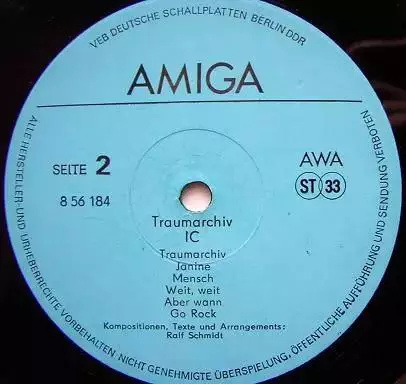 VEB DEUTSCHE SCHALLPLATTEN BERLIN DDR
AMIGA
SEITE 2
AWA
8 56 184
ST 33
Traumarchiv
IC
Traumarchiv
Janine
Mensch
Weit, weit
Aber wann
Go Rock
Kompositionen, Texte und Arrangements:
Ralf Schmidt
ALLE HERSTELLER- UND URHEBERRECHTE VORBEHALTEN NICHT GENEHMIGTE ÜBERSPIELUNG, ÖFFENTLICHE AUFFÜHRUNG UND SENDUNG VERBOTEN